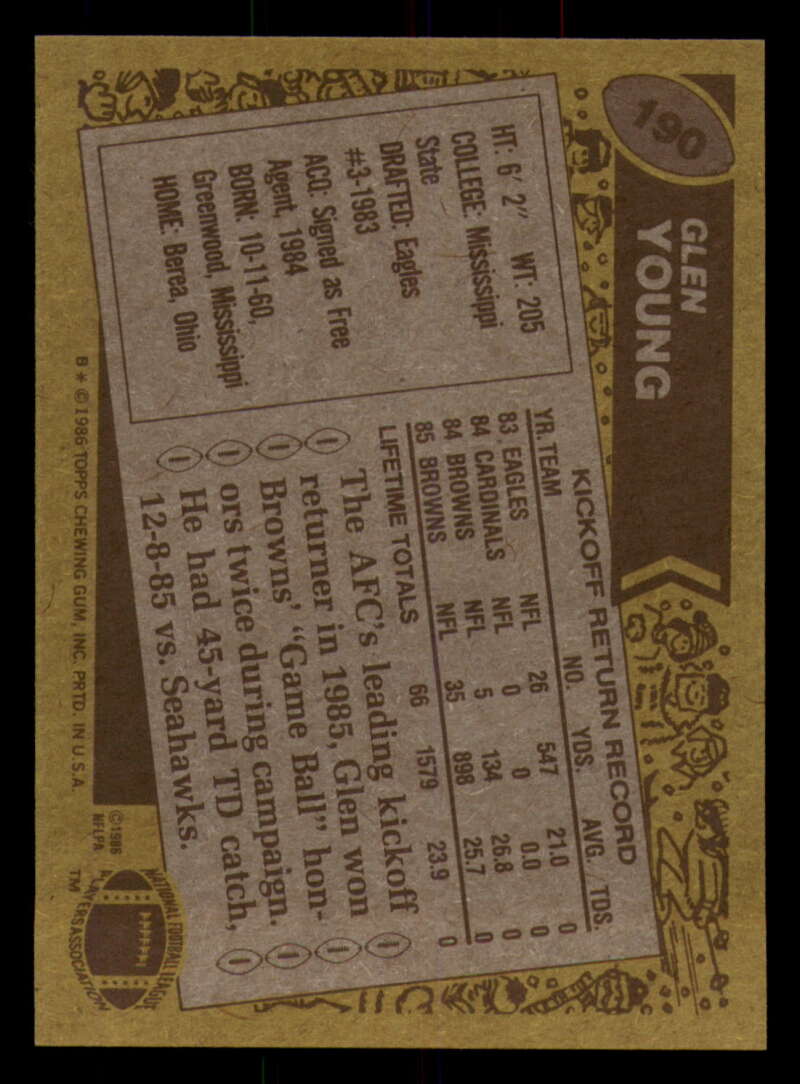 190
GLEN
YOUNG
HT: 6' 2" WT: 205
COLLEGE: Mississippi
State
DRAFTED: Eagles
#3-1983
ACQ: Signed as Free
Agent, 1984
BORN: 10-11-60,
Greenwood, Mississippi
HOME: Berea, Ohio
KICKOFF RETURN RECORD
YR. TEAM NO. YDS. AVG. TDS.
83 EAGLES NFL 26 547 21.0 0
84 CARDINALS NFL 0 0 0.0 0
84 BROWNS NFL 5 134 26.8 0
85 BROWNS NFL 35 898 25.7 0
LIFETIME TOTALS 66 1579 23.9 0
The AFC's leading kickoff
returner in 1985, Glen won
Browns' "Game Ball" hon-
ors twice during campaign.
He had 45-yard TD catch,
12-8-85 vs. Seahawks.
B * © 1986 TOPPS CHEWING GUM, INC. PRTD. IN U.S.A.
© 1986
NFLPA
NATIONAL FOOTBALL LEAGUE
PLAYERS ASSOCIATION
TM